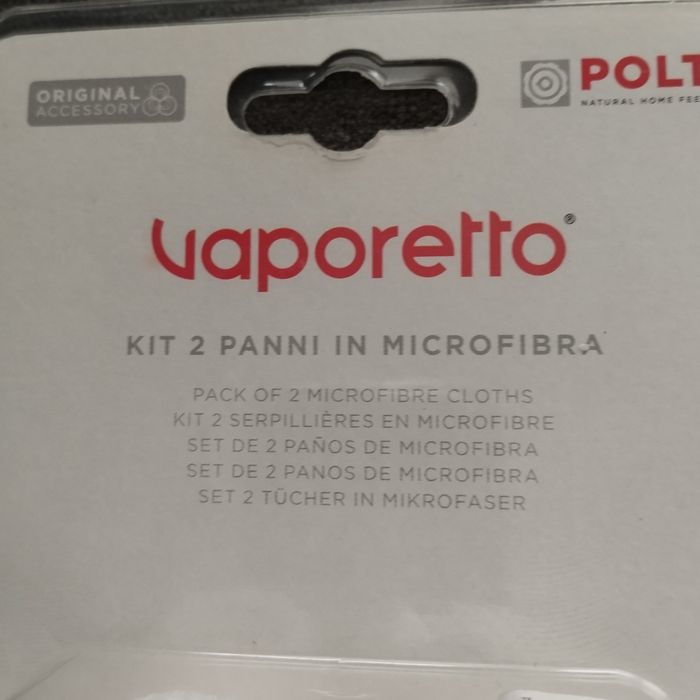 ORIGINAL
ACCESSORY
POLT
NATURAL HOME FEE
vaporetto®
KIT 2 PANNI IN MICROFIBRA
PACK OF 2 MICROFIBRE CLOTHS
KIT 2 SERPILLIÈRES EN MICROFIBRE
SET DE 2 PAÑOS DE MICROFIBRA
SET DE 2 PANOS DE MICROFIBRA
SET 2 TÜCHER IN MIKROFASER